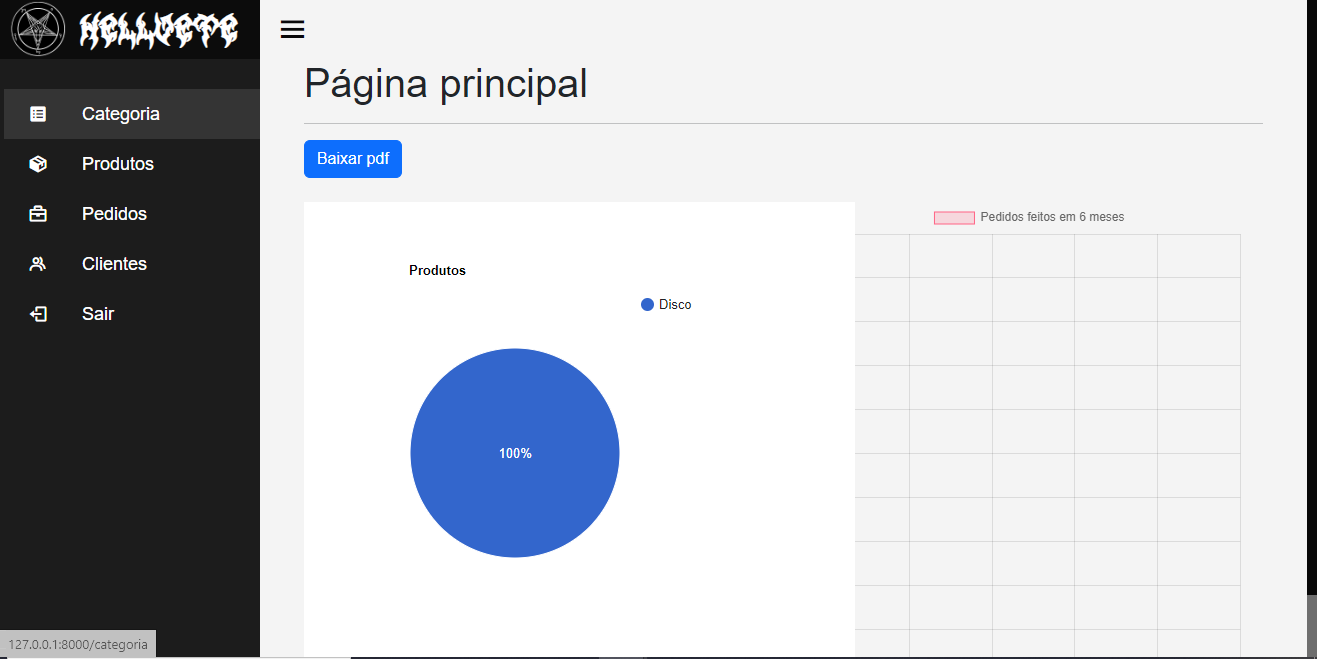 HELLVETE
Página principal
Categoria
Baixar pdf
Produtos
Pedidos
Clientes
Sair
Pedidos feitos em 6 meses
Produtos
Disco
100%
127.0.0.1:8000/categoria